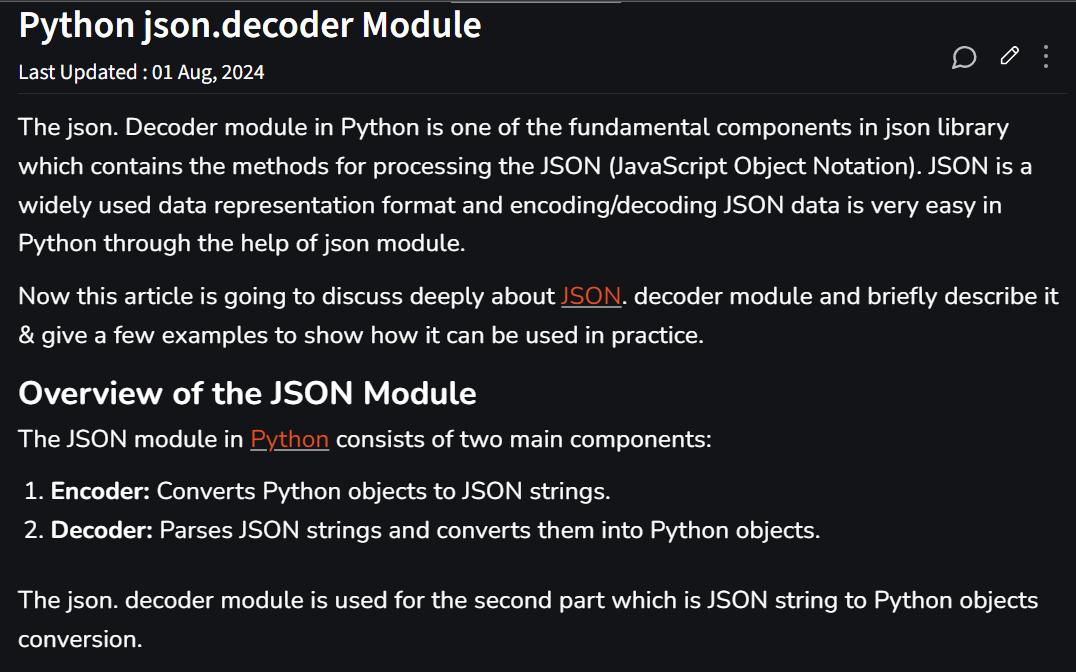 Python json.decoder Module
Last Updated : 01 Aug, 2024
The json. Decoder module in Python is one of the fundamental components in json library
which contains the methods for processing the JSON (JavaScript Object Notation). JSON is a
widely used data representation format and encoding/decoding JSON data is very easy in
Python through the help of json module.
Now this article is going to discuss deeply about JSON. decoder module and briefly describe it
& give a few examples to show how it can be used in practice.
Overview of the JSON Module
The JSON module in Python consists of two main components:
1. Encoder: Converts Python objects to JSON strings.
2. Decoder: Parses JSON strings and converts them into Python objects.
The json. decoder module is used for the second part which is JSON string to Python objects
conversion.